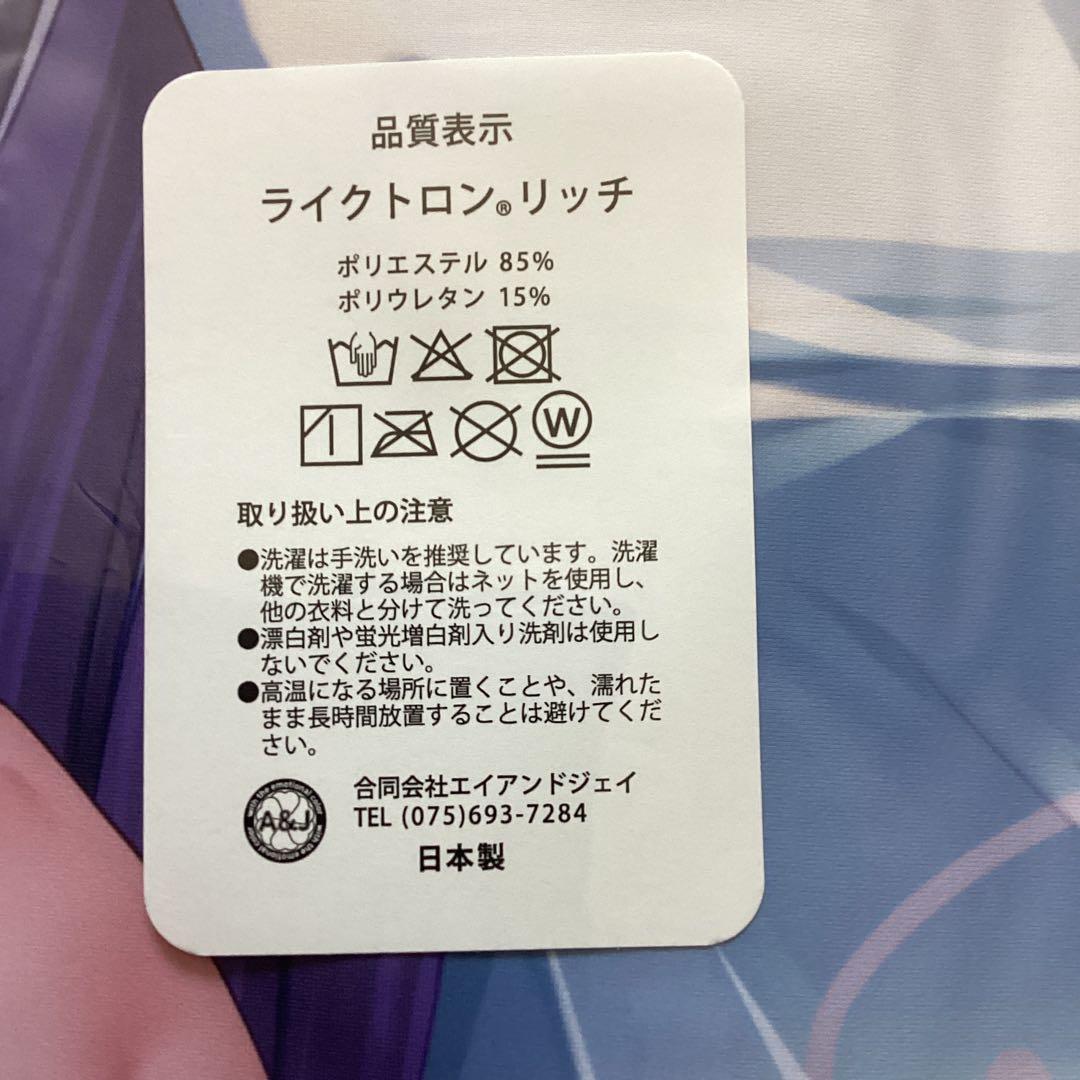 品質表示
ライクトロン®リッチ
ポリエステル 85%
ポリウレタン 15%
W
取り扱い上の注意
●洗濯は手洗いを推奨しています。洗濯
機で洗濯する場合はネットを使用し、
他の衣料と分けて洗ってください。
●漂白剤や蛍光増白剤入り洗剤は使用し
ないでください。
●高温になる場所に置くことや、濡れた
まま長時間放置することは避けてくだ
さい。
with the emotional color
A&J
with the emotional color
合同会社エイアンドジェイ
TEL (075)693-7284
日本製